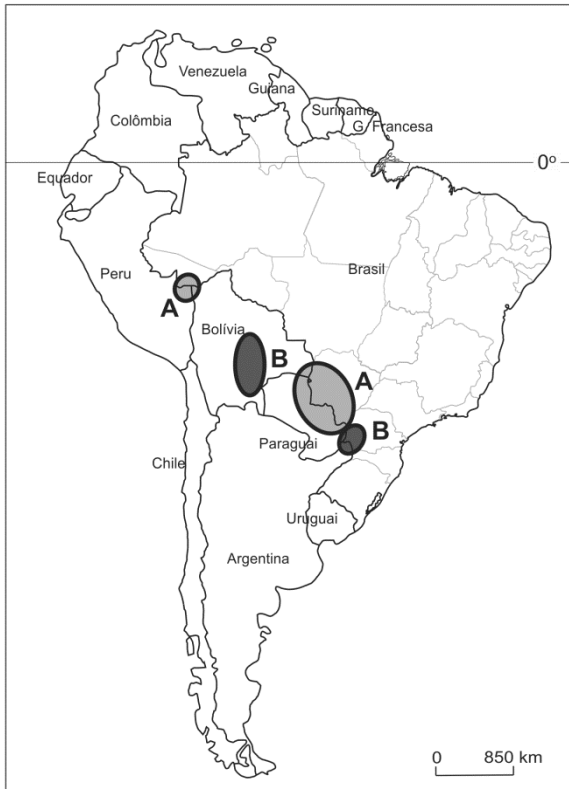 Venezuela
Guiana
Suriname
G. Francesa
Colômbia
0º
Equador
Peru
Brasil
A
Bolívia
B
A
B
Paraguai
Chile
Uruguai
Argentina
0 850 km